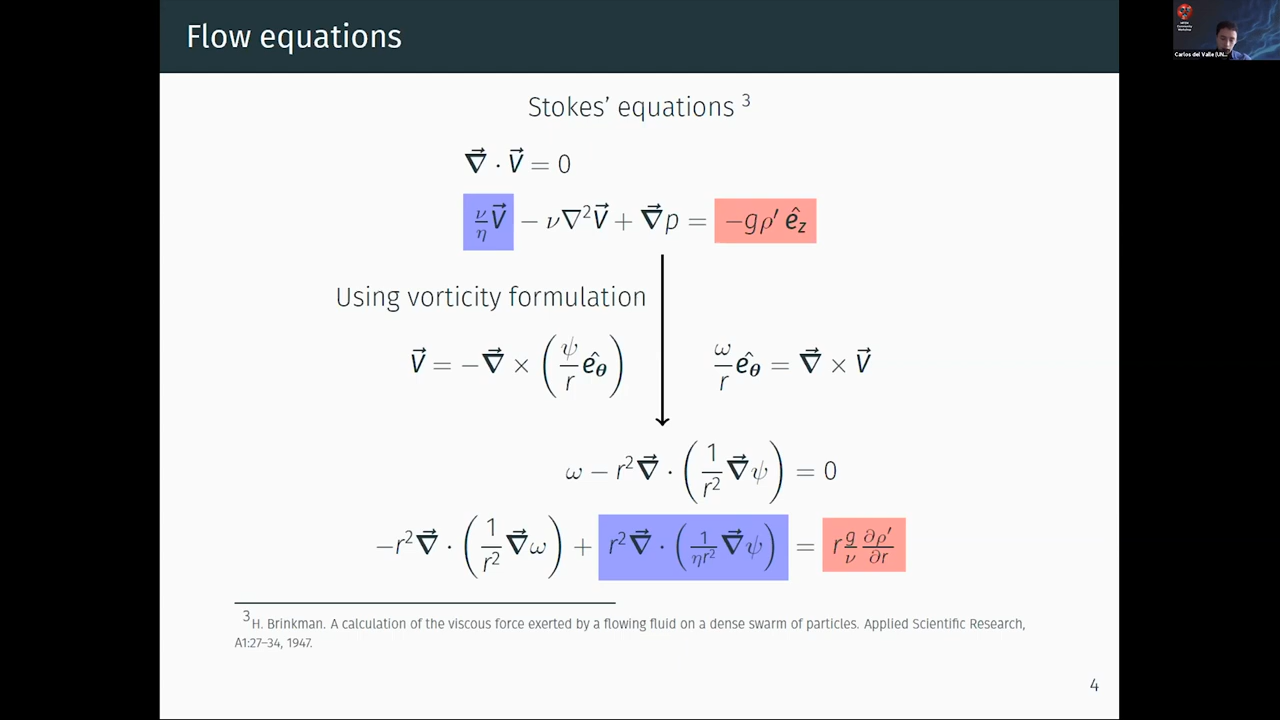 Flow equations
Carlos del Valle (UN...
Stokes' equations ³
∇⃗ · V⃗ = 0
ν/η V⃗ − ν∇²V⃗ + ∇⃗p = −gρ′ ê_z
Using vorticity formulation
V⃗ = −∇⃗ × (ψ/r ê_θ)    ω/r ê_θ = ∇⃗ × V⃗
ω − r²∇⃗ · (1/r² ∇⃗ψ) = 0
−r²∇⃗ · (1/r² ∇⃗ω) + r²∇⃗ · (1/(ηr²) ∇⃗ψ) = r g/ν ∂ρ′/∂r
³H. Brinkman. A calculation of the viscous force exerted by a flowing fluid on a dense swarm of particles. Applied Scientific Research,
A1:27–34, 1947.
4